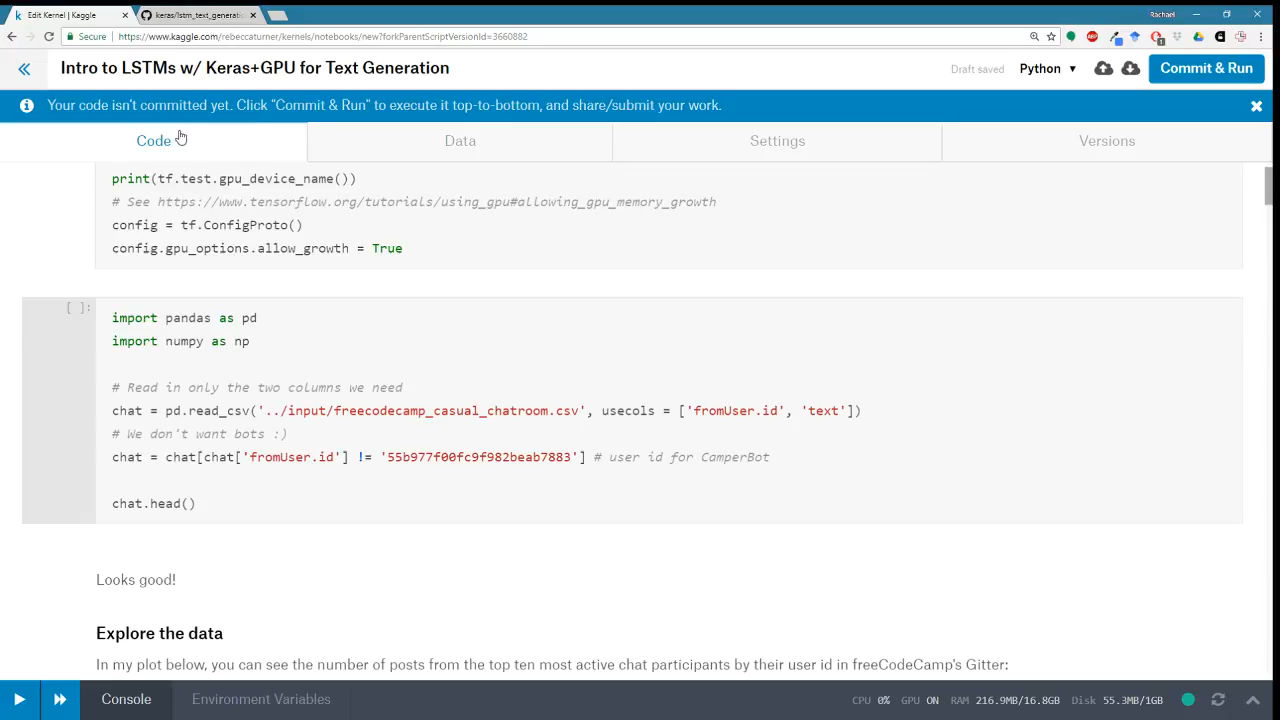 Edit Kernel | Kaggle
keras/lstm_text_generatio
Rachael
Secure
https://www.kaggle.com/rebeccaturner/kernels/notebooks/new?forkParentScriptVersionId=3660882
Intro to LSTMs w/ Keras+GPU for Text Generation
Draft saved
Python
Commit & Run
Your code isn't committed yet. Click "Commit & Run" to execute it top-to-bottom, and share/submit your work.
Code
Data
Settings
Versions
print(tf.test.gpu_device_name())
# See https://www.tensorflow.org/tutorials/using_gpu#allowing_gpu_memory_growth
config = tf.ConfigProto()
config.gpu_options.allow_growth = True
[ ]:
import pandas as pd
import numpy as np
# Read in only the two columns we need
chat = pd.read_csv('../input/freecodecamp_casual_chatroom.csv', usecols = ['fromUser.id', 'text'])
# We don't want bots :)
chat = chat[chat['fromUser.id'] != '55b977f00fc9f982beab7883'] # user id for CamperBot
chat.head()
Looks good!
Explore the data
In my plot below, you can see the number of posts from the top ten most active chat participants by their user id in freeCodeCamp's Gitter:
Console
Environment Variables
CPU 0% GPU ON RAM 216.9MB/16.8GB Disk 55.3MB/1GB